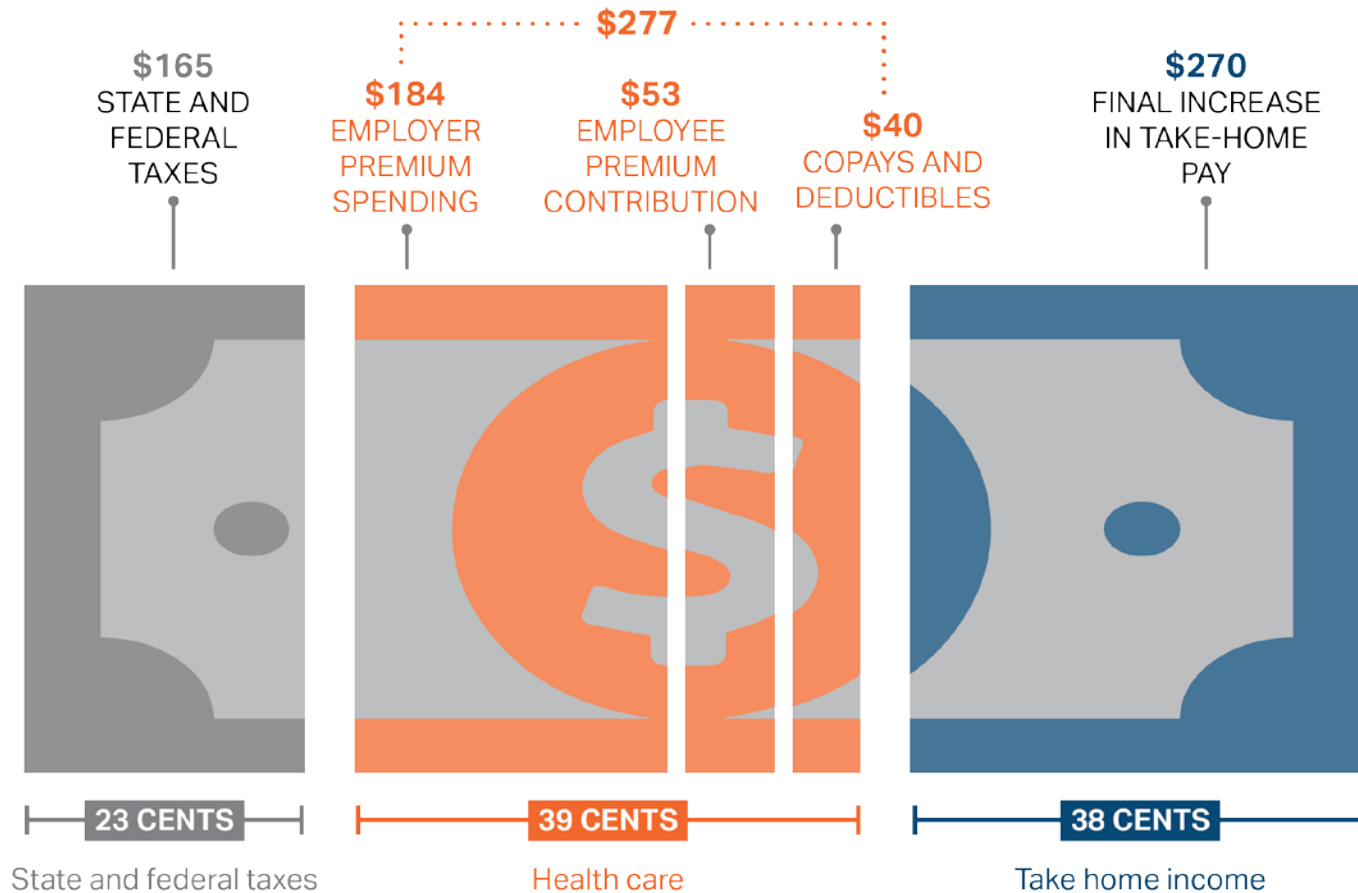 $277
$165
STATE AND
FEDERAL
TAXES
$184
EMPLOYER
PREMIUM
SPENDING
$53
EMPLOYEE
PREMIUM
CONTRIBUTION
$40
COPAYS AND
DEDUCTIBLES
$270
FINAL INCREASE
IN TAKE-HOME
PAY
$
23 CENTS
39 CENTS
38 CENTS
State and federal taxes
Health care
Take home income